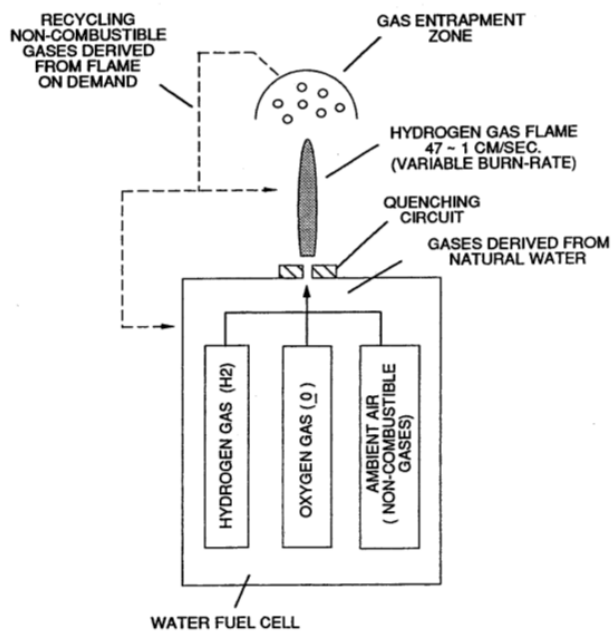 RECYCLING
NON-COMBUSTIBLE
GASES DERIVED
FROM FLAME
ON DEMAND
GAS ENTRAPMENT
ZONE
HYDROGEN GAS FLAME
47 ~ 1 CM/SEC.
(VARIABLE BURN-RATE)
QUENCHING
CIRCUIT
GASES DERIVED FROM
NATURAL WATER
HYDROGEN GAS (H2)
OXYGEN GAS (O)
AMBIENT AIR
( NON-COMBUSTIBLE
GASES)
WATER FUEL CELL